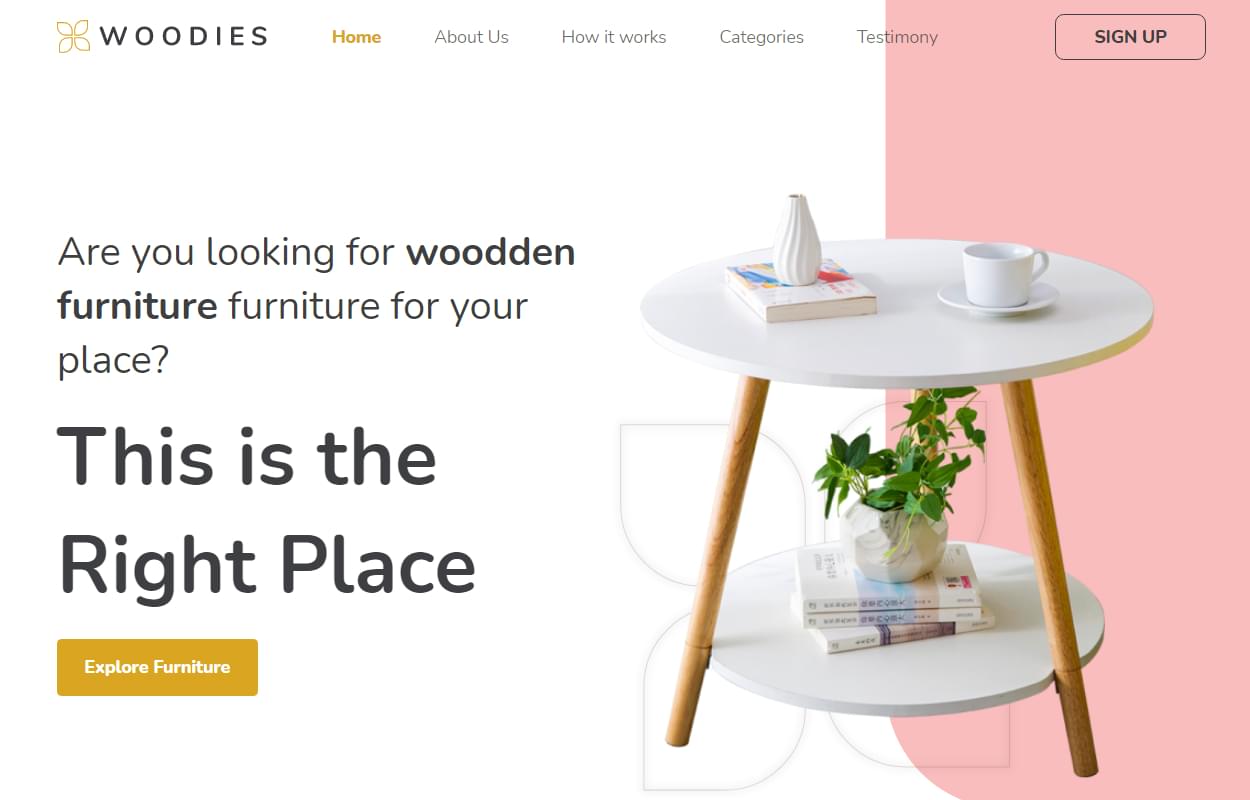 WOODIES
Home
About Us
How it works
Categories
Testimony
SIGN UP
Are you looking for woodden
furniture furniture for your
place?
This is the
Right Place
Explore Furniture